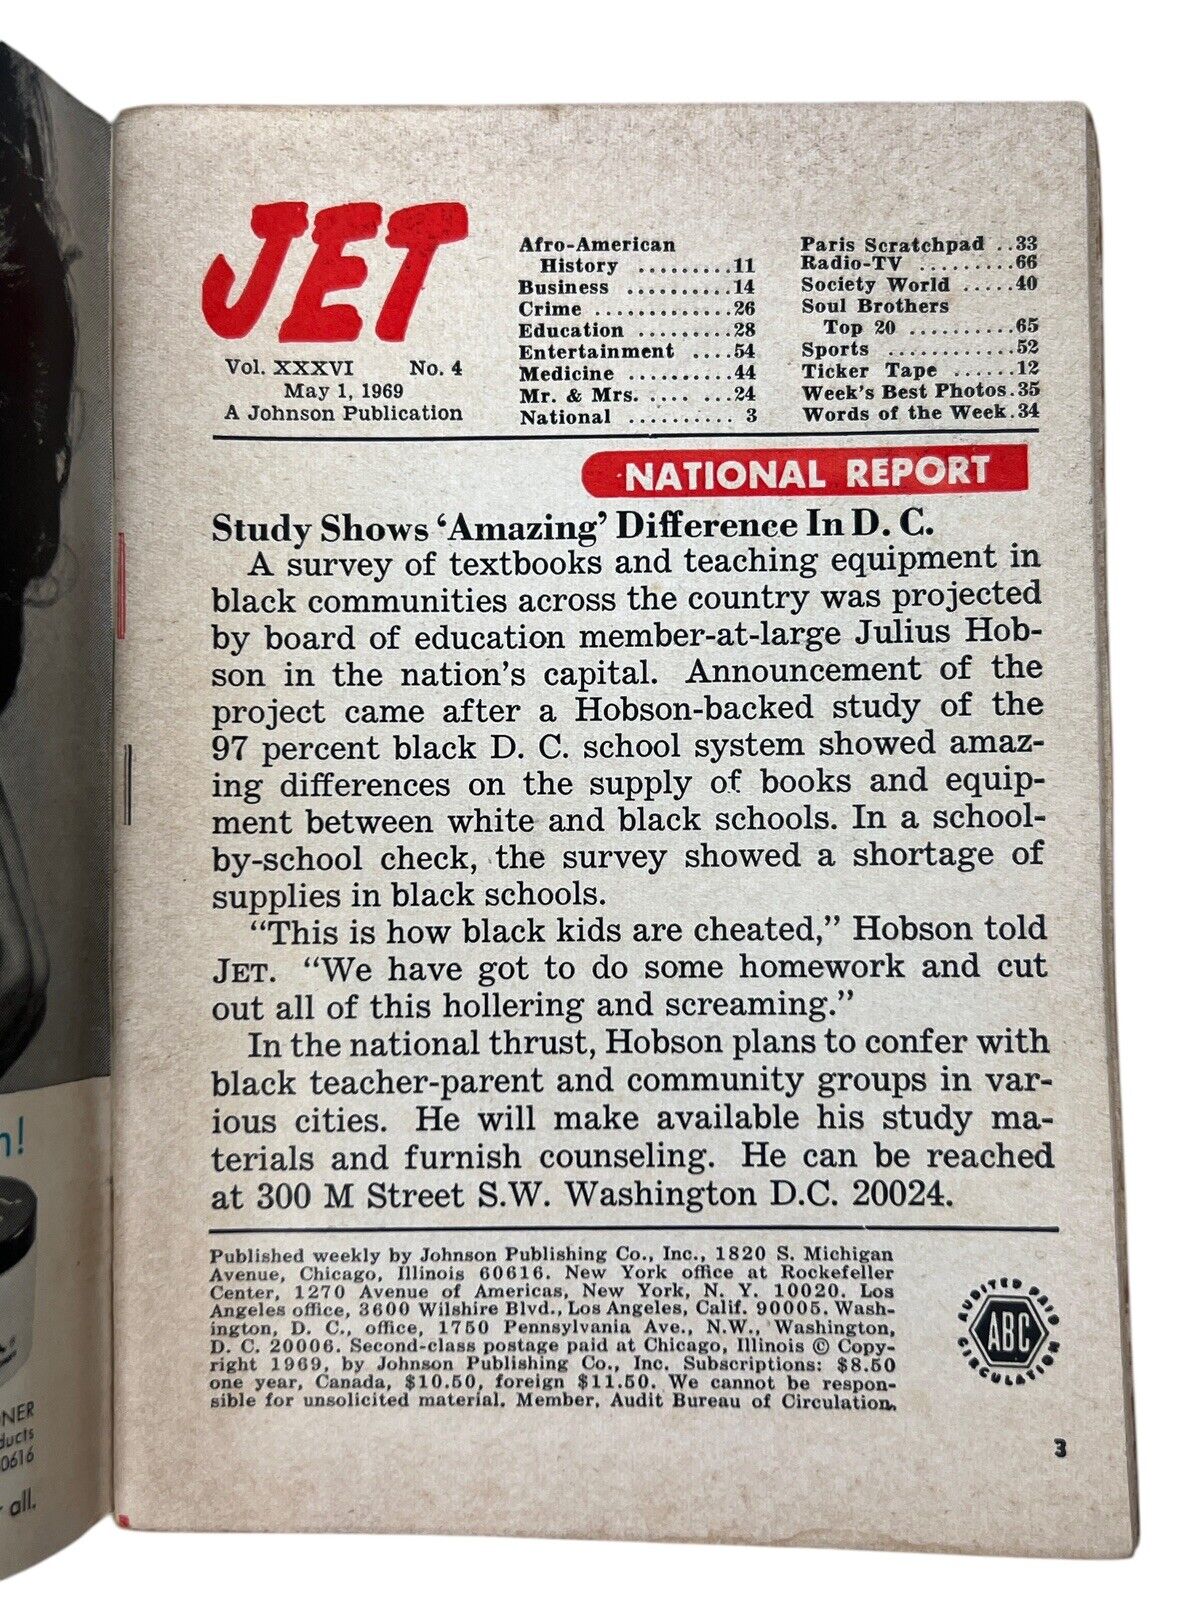 JET
Vol. XXXVI No. 4
May 1, 1969
A Johnson Publication
Afro-American
History .........11
Business ..........14
Crime .............26
Education .........28
Entertainment ....54
Medicine ..........44
Mr. & Mrs. .... ...24
National .......... 3
Paris Scratchpad ..33
Radio-TV .........66
Society World .....40
Soul Brothers
Top 20 ..........65
Sports ............52
Ticker Tape ......12
Week's Best Photos.35
Words of the Week.34
NATIONAL REPORT
Study Shows 'Amazing' Difference In D. C.
A survey of textbooks and teaching equipment in
black communities across the country was projected
by board of education member-at-large Julius Hob-
son in the nation's capital. Announcement of the
project came after a Hobson-backed study of the
97 percent black D. C. school system showed amaz-
ing differences on the supply of books and equip-
ment between white and black schools. In a school-
by-school check, the survey showed a shortage of
supplies in black schools.
"This is how black kids are cheated," Hobson told
JET. "We have got to do some homework and cut
out all of this hollering and screaming."
In the national thrust, Hobson plans to confer with
black teacher-parent and community groups in var-
ious cities. He will make available his study ma-
terials and furnish counseling. He can be reached
at 300 M Street S.W. Washington D.C. 20024.
Published weekly by Johnson Publishing Co., Inc., 1820 S. Michigan
Avenue, Chicago, Illinois 60616. New York office at Rockefeller
Center, 1270 Avenue of Americas, New York, N. Y. 10020. Los
Angeles office, 3600 Wilshire Blvd., Los Angeles, Calif. 90005. Wash-
ington, D. C., office, 1750 Pennsylvania Ave., N.W., Washington,
D. C. 20006. Second-class postage paid at Chicago, Illinois © Copy-
right 1969, by Johnson Publishing Co., Inc. Subscriptions: $8.50
one year, Canada, $10.50, foreign $11.50. We cannot be respon-
sible for unsolicited material. Member, Audit Bureau of Circulation.
AUDITED PAID
ABC
CIRCULATION
3
n!
NER
ducts
0616
all.